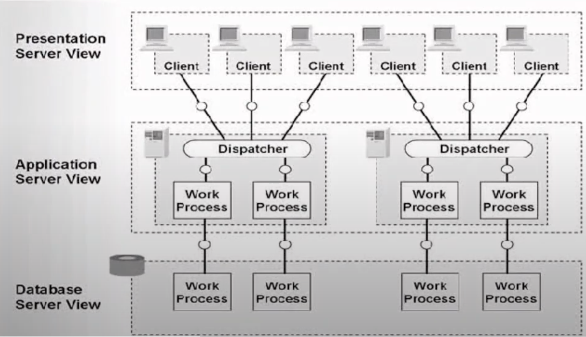 Presentation
Server View
Client
Client
Client
Client
Client
Client
Application
Server View
Dispatcher
Dispatcher
Work
Process
Work
Process
Work
Process
Work
Process
Database
Server View
Work
Process
Work
Process
Work
Process
Work
Process